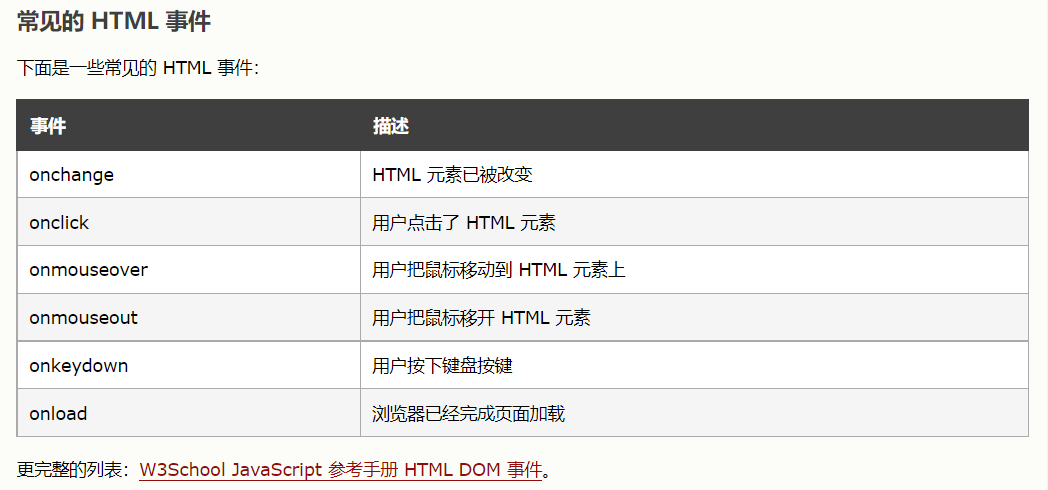 常见的 HTML 事件
下面是一些常见的 HTML 事件：
事件 描述
onchange HTML 元素已被改变
onclick 用户点击了 HTML 元素
onmouseover 用户把鼠标移动到 HTML 元素上
onmouseout 用户把鼠标移开 HTML 元素
onkeydown 用户按下键盘按键
onload 浏览器已经完成页面加载
更完整的列表：W3School JavaScript 参考手册 HTML DOM 事件。